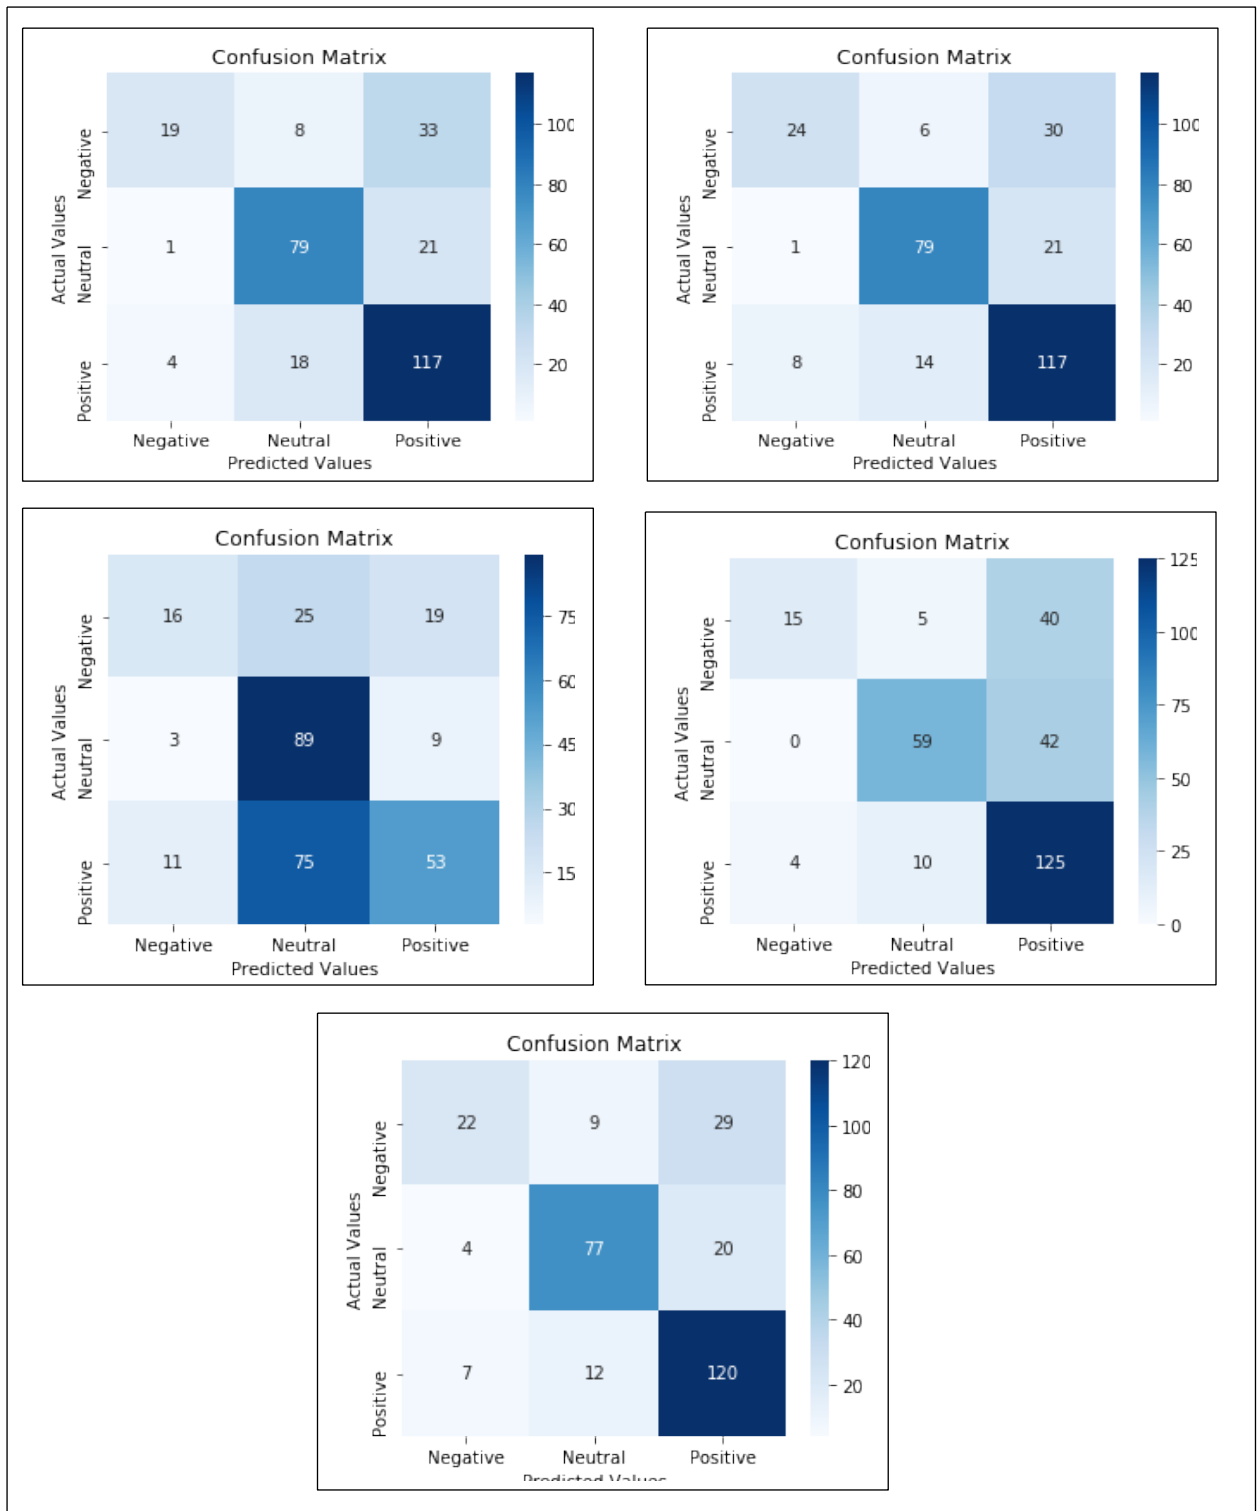 Confusion Matrix
Actual Values
Negative 19 8 33
Neutral 1 79 21
Positive 4 18 117
Negative Neutral Positive
Predicted Values
100
80
60
40
20
Confusion Matrix
Actual Values
Negative 24 6 30
Neutral 1 79 21
Positive 8 14 117
Negative Neutral Positive
Predicted Values
100
80
60
40
20
Confusion Matrix
Actual Values
Negative 16 25 19
Neutral 3 89 9
Positive 11 75 53
Negative Neutral Positive
Predicted Values
75
60
45
30
15
Confusion Matrix
Actual Values
Negative 15 5 40
Neutral 0 59 42
Positive 4 10 125
Negative Neutral Positive
Predicted Values
125
100
75
50
25
0
Confusion Matrix
Actual Values
Negative 22 9 29
Neutral 4 77 20
Positive 7 12 120
Negative Neutral Positive
Predicted Values
120
100
80
60
40
20